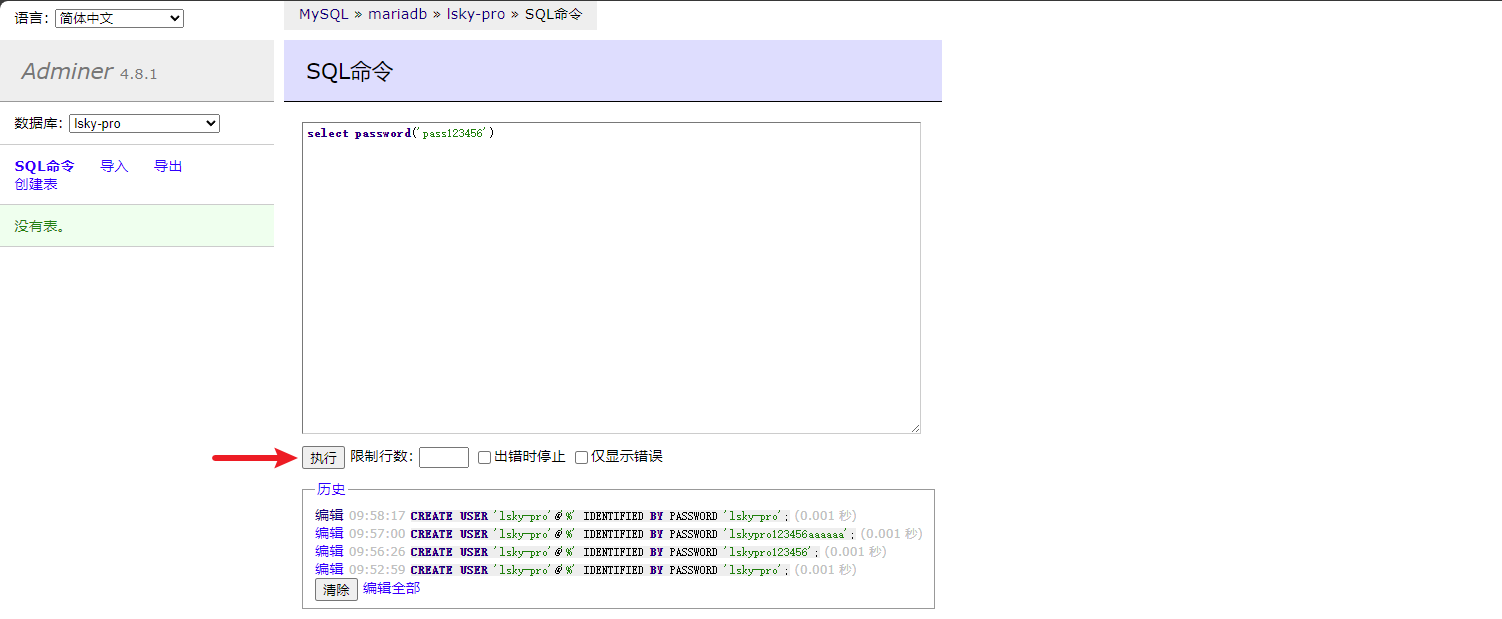 语言: 简体中文
MySQL » mariadb » lsky-pro » SQL命令
Adminer 4.8.1
SQL命令
数据库: lsky-pro
SQL命令 导入 导出
创建表
没有表。
select password('pass123456')
执行 限制行数: 出错时停止 仅显示错误
历史
编辑 09:58:17 CREATE USER 'lsky-pro'@'%' IDENTIFIED BY PASSWORD 'lsky-pro'; (0.001 秒)
编辑 09:57:00 CREATE USER 'lsky-pro'@'%' IDENTIFIED BY PASSWORD 'lskypro123456aaaaaa'; (0.001 秒)
编辑 09:56:26 CREATE USER 'lsky-pro'@'%' IDENTIFIED BY PASSWORD 'lskypro123456'; (0.001 秒)
编辑 09:52:59 CREATE USER 'lsky-pro'@'%' IDENTIFIED BY PASSWORD 'lsky-pro'; (0.001 秒)
清除 编辑全部